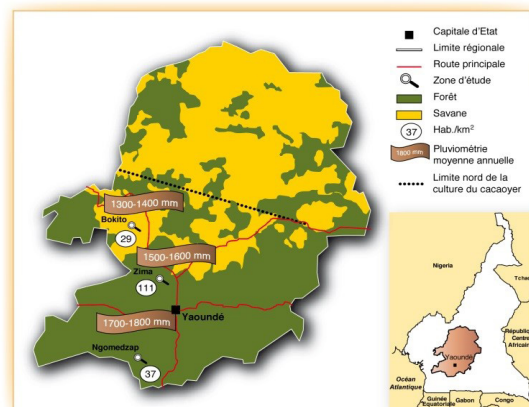 Capitale d'Etat
Limite régionale
Route principale
Zone d'étude
Forêt
Savane
37
Hab./km²
1800 mm
Pluviométrie
moyenne annuelle
Limite nord de la
culture du cacaoyer
1300-1400 mm
Bokito
29
1500-1600 mm
Zima
111
1700-1800 mm
Yaoundé
Ngomedzap
37
Nigeria
Tcha
République
Centre
Africaine
Yaoundé
Océan
Atlantique
Guinée
Equatoriale
Gabon
Congo